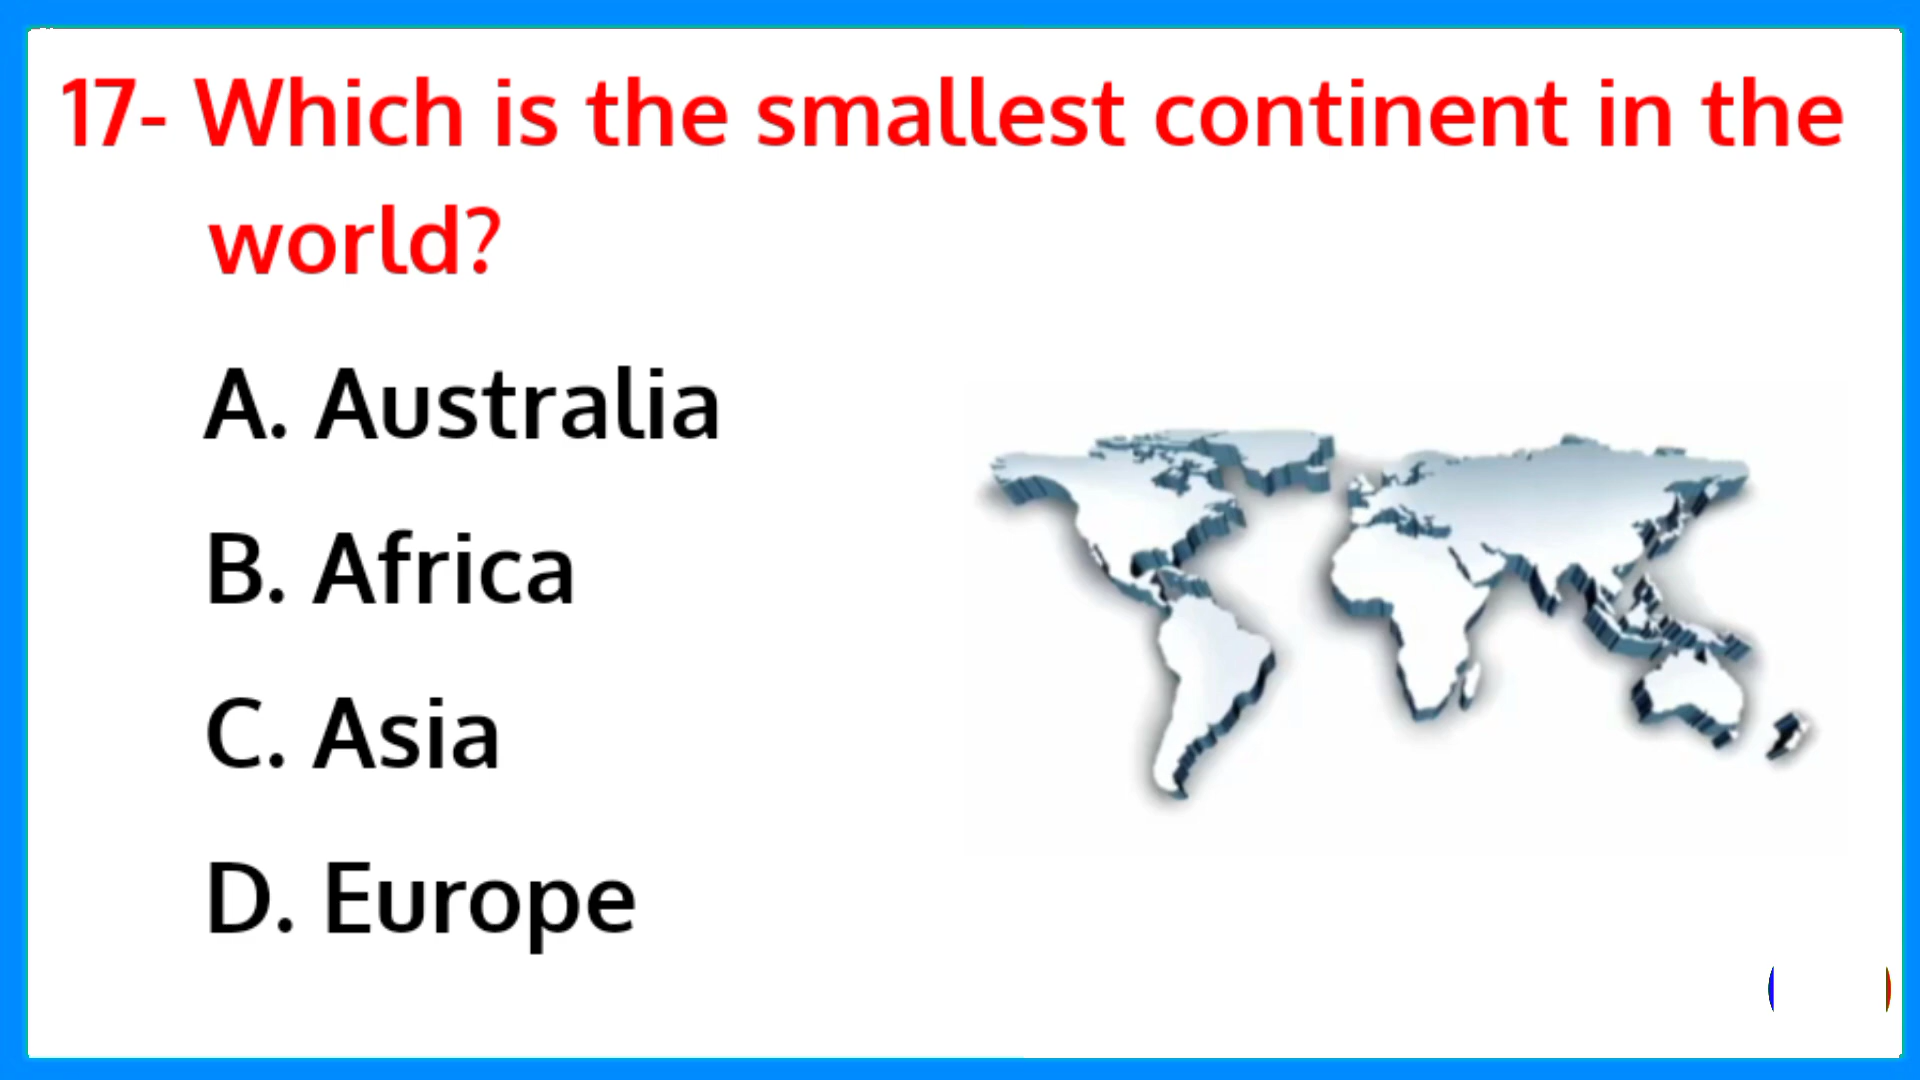 17- Which is the smallest continent in the
world?
A. Australia
B. Africa
C. Asia
D. Europe